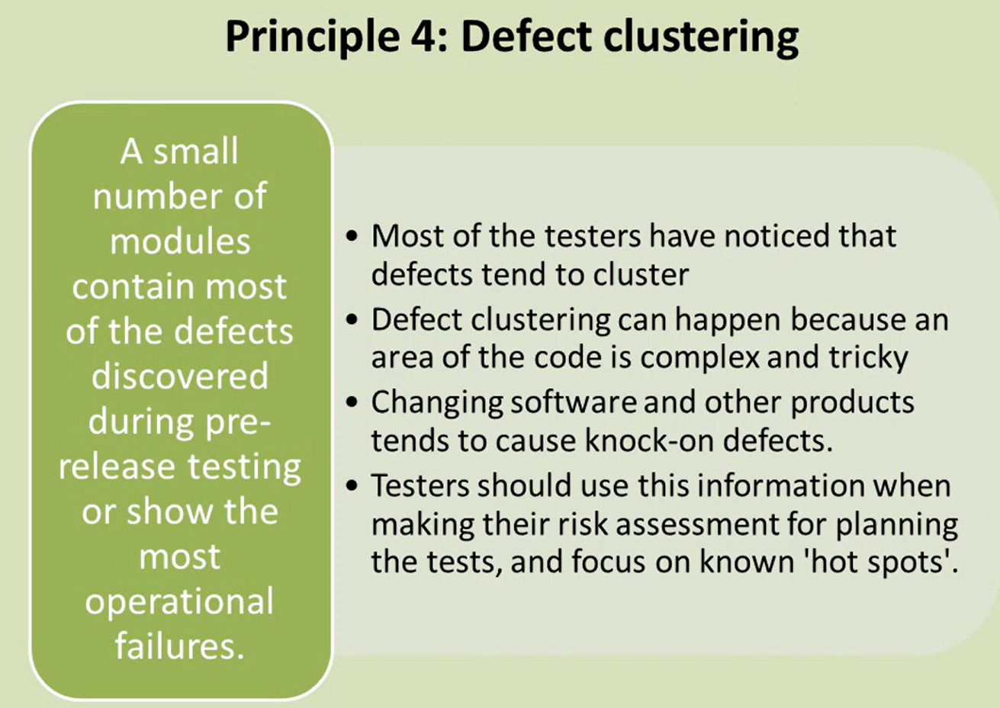 Principle 4: Defect clustering
A small
number of
modules
contain most
of the defects
discovered
during pre-
release testing
or show the
most
operational
failures.
• Most of the testers have noticed that
defects tend to cluster
• Defect clustering can happen because an
area of the code is complex and tricky
• Changing software and other products
tends to cause knock-on defects.
• Testers should use this information when
making their risk assessment for planning
the tests, and focus on known 'hot spots'.